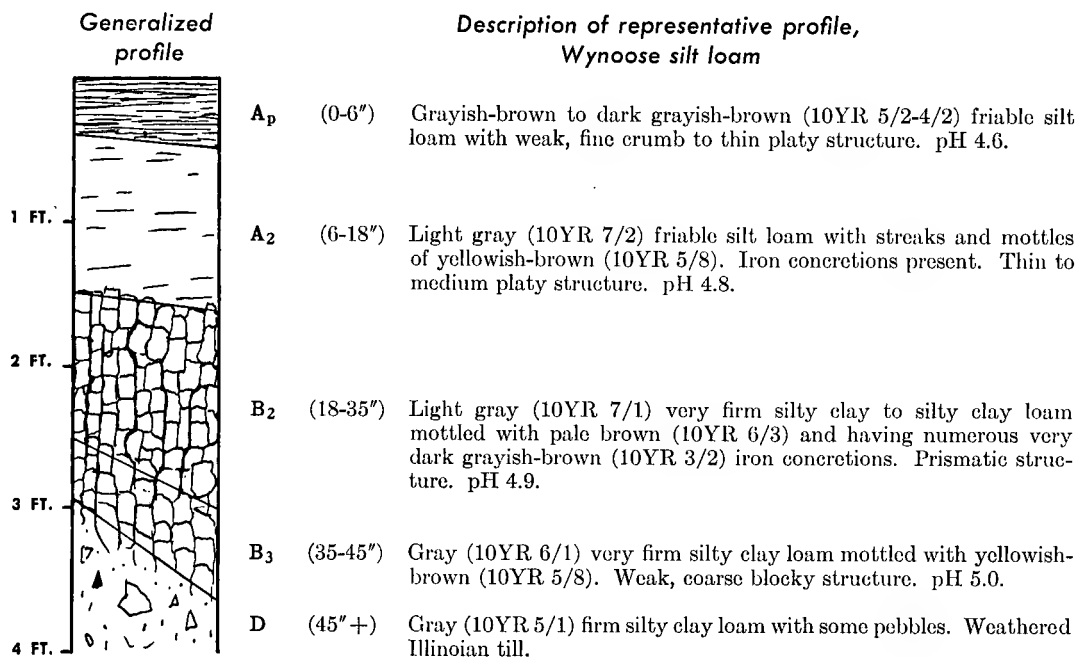 Generalized profile
Description of representative profile,
Wynoose silt loam
Ap (0-6″) Grayish-brown to dark grayish-brown (10YR 5/2-4/2) friable silt
loam with weak, fine crumb to thin platy structure. pH 4.6.
1 FT.
A2 (6-18″) Light gray (10YR 7/2) friable silt loam with streaks and mottles
of yellowish-brown (10YR 5/8). Iron concretions present. Thin to
medium platy structure. pH 4.8.
2 FT.
B2 (18-35″) Light gray (10YR 7/1) very firm silty clay to silty clay loam
mottled with pale brown (10YR 6/3) and having numerous very
dark grayish-brown (10YR 3/2) iron concretions. Prismatic struc-
ture. pH 4.9.
3 FT.
B3 (35-45″) Gray (10YR 6/1) very firm silty clay loam mottled with yellowish-
brown (10YR 5/8). Weak, coarse blocky structure. pH 5.0.
D (45″+) Gray (10YR 5/1) firm silty clay loam with some pebbles. Weathered
Illinoian till.
4 FT.